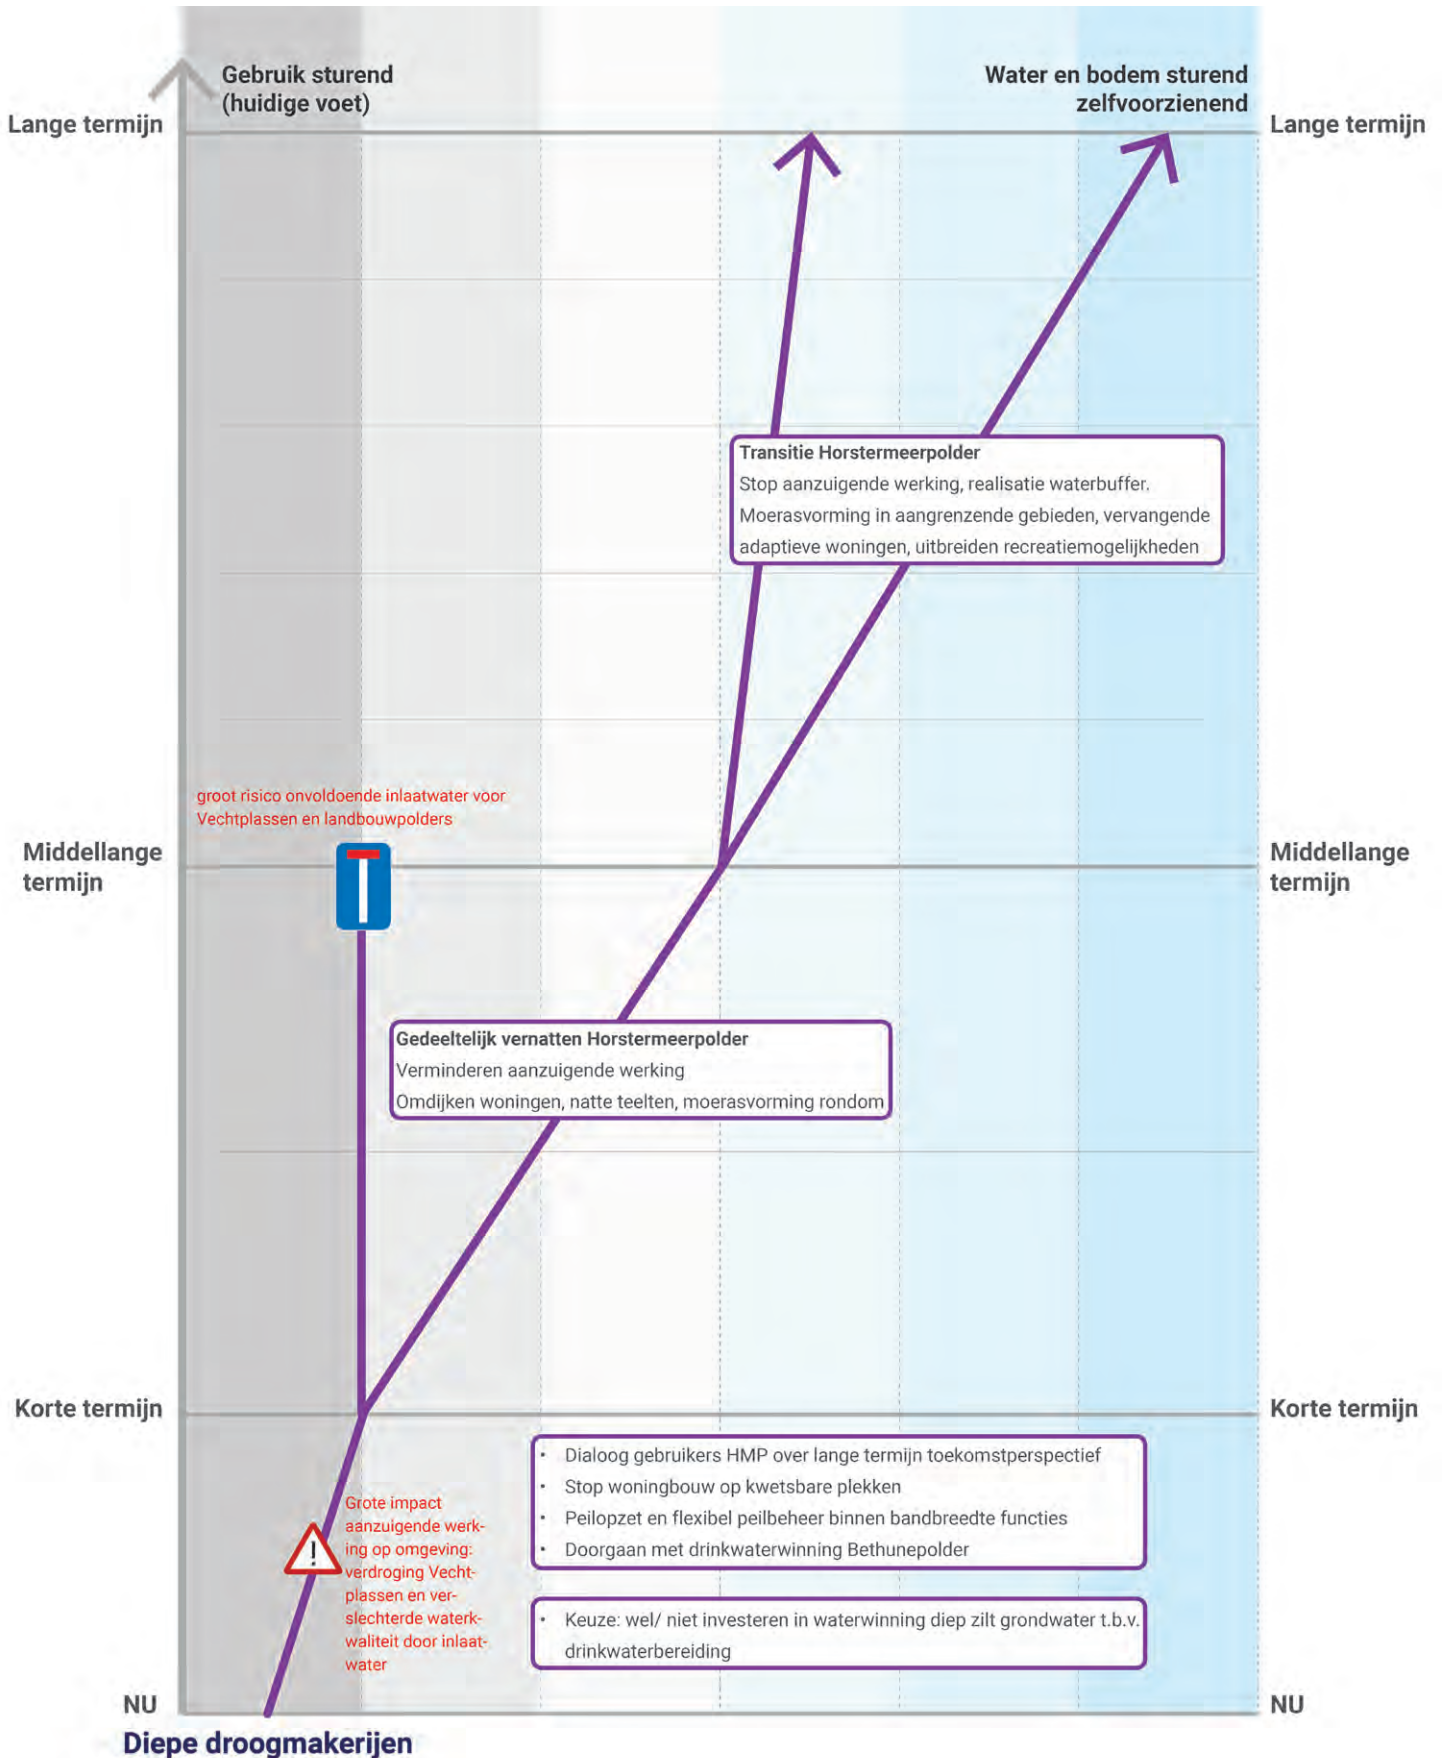 Gebruik sturend
(huidige voet)
Water en bodem sturend
zelfvoorzienend
Lange termijn
Lange termijn
Transitie Horstermeerpolder
Stop aanzuigende werking, realisatie waterbuffer.
Moerasvorming in aangrenzende gebieden, vervangende
adaptieve woningen, uitbreiden recreatiemogelijkheden
groot risico onvoldoende inlaatwater voor
Vechtplassen en landbouwpolders
Middellange
termijn
Middellange
termijn
Gedeeltelijk vernatten Horstermeerpolder
Verminderen aanzuigende werking
Omdijken woningen, natte teelten, moerasvorming rondom
Korte termijn
Korte termijn
• Dialoog gebruikers HMP over lange termijn toekomstperspectief
• Stop woningbouw op kwetsbare plekken
• Peilopzet en flexibel peilbeheer binnen bandbreedte functies
• Doorgaan met drinkwaterwinning Bethunepolder
Grote impact
aanzuigende werk-
ing op omgeving:
verdroging Vecht-
plassen en ver-
slechterde waterk-
waliteit door inlaat-
water
!
• Keuze: wel/ niet investeren in waterwinning diep zilt grondwater t.b.v.
drinkwaterbereiding
NU
NU
Diepe droogmakerijen